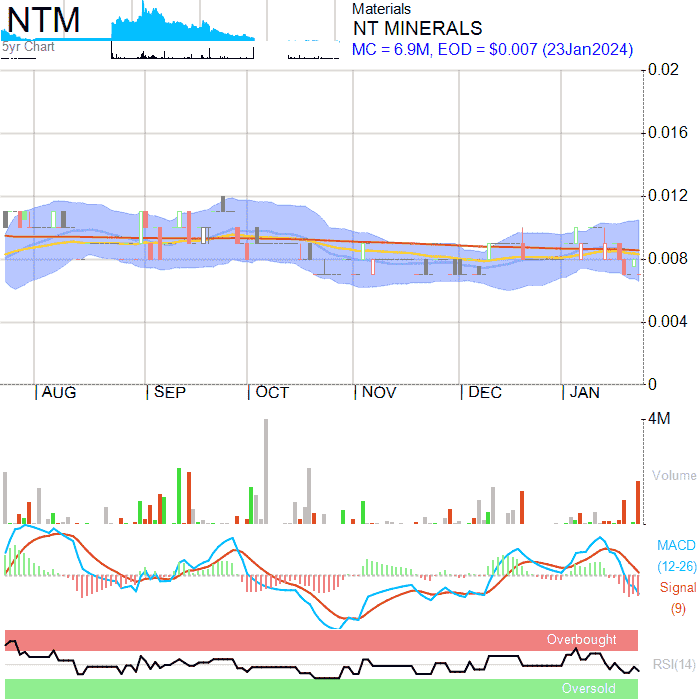 NTM
5yr Chart
Materials
NT MINERALS
MC = 6.9M, EOD = $0.007 (23Jan2024)
0.02
0.016
0.012
0.008
0.004
0
AUG SEP OCT NOV DEC JAN
4M
Volume
MACD
(12-26)
Signal
(9)
Overbought
RSI(14)
Oversold